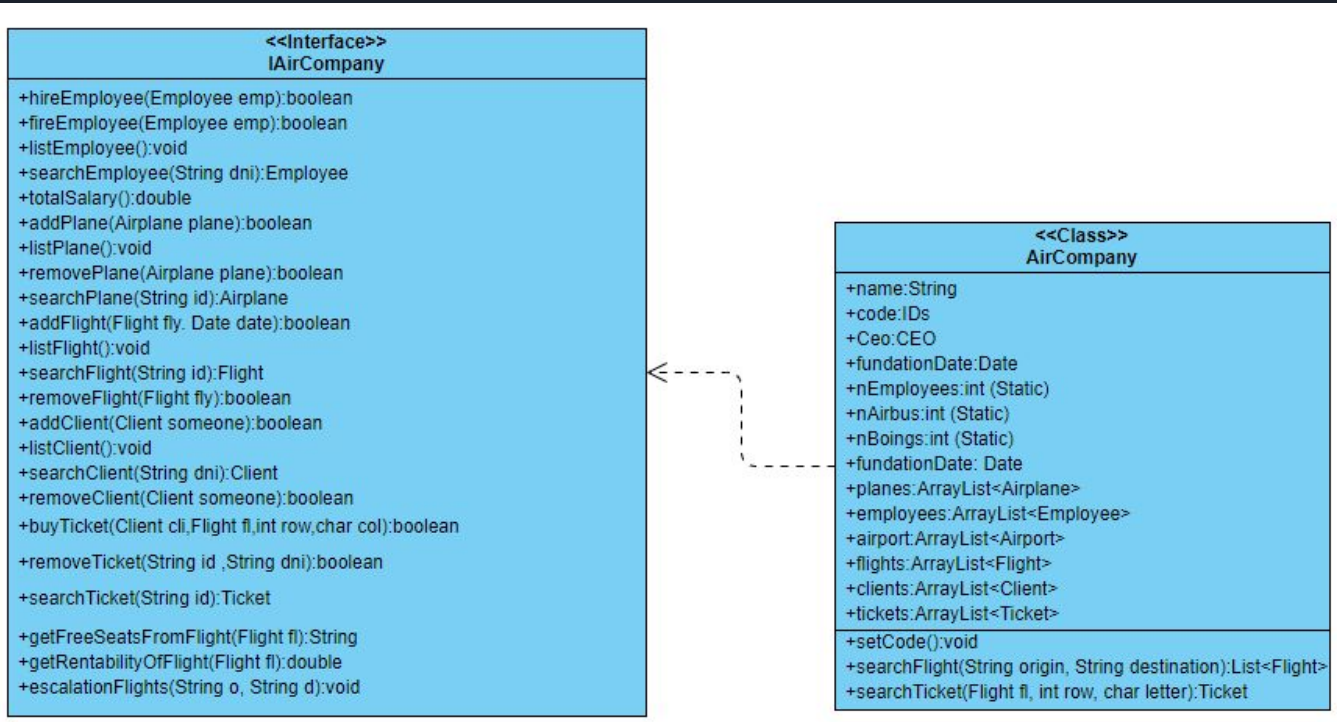 <<Interface>>
IAirCompany
+hireEmployee(Employee emp):boolean
+fireEmployee(Employee emp):boolean
+listEmployee():void
+searchEmployee(String dni):Employee
+totalSalary():double
+addPlane(Airplane plane):boolean
+listPlane():void
+removePlane(Airplane plane):boolean
+searchPlane(String id):Airplane
+addFlight(Flight fly. Date date):boolean
+listFlight():void
+searchFlight(String id):Flight
+removeFlight(Flight fly):boolean
+addClient(Client someone):boolean
+listClient():void
+searchClient(String dni):Client
+removeClient(Client someone):boolean
+buyTicket(Client cli,Flight fl,int row,char col):boolean
+removeTicket(String id ,String dni):boolean
+searchTicket(String id):Ticket
+getFreeSeatsFromFlight(Flight fl):String
+getRentabilityOfFlight(Flight fl):double
+escalationFlights(String o, String d):void
<<Class>>
AirCompany
+name:String
+code:IDs
+Ceo:CEO
+fundationDate:Date
+nEmployees:int (Static)
+nAirbus:int (Static)
+nBoings:int (Static)
+fundationDate: Date
+planes:ArrayList<Airplane>
+employees:ArrayList<Employee>
+airport:ArrayList<Airport>
+flights:ArrayList<Flight>
+clients:ArrayList<Client>
+tickets:ArrayList<Ticket>
+setCode():void
+searchFlight(String origin, String destination):List<Flight>
+searchTicket(Flight fl, int row, char letter):Ticket